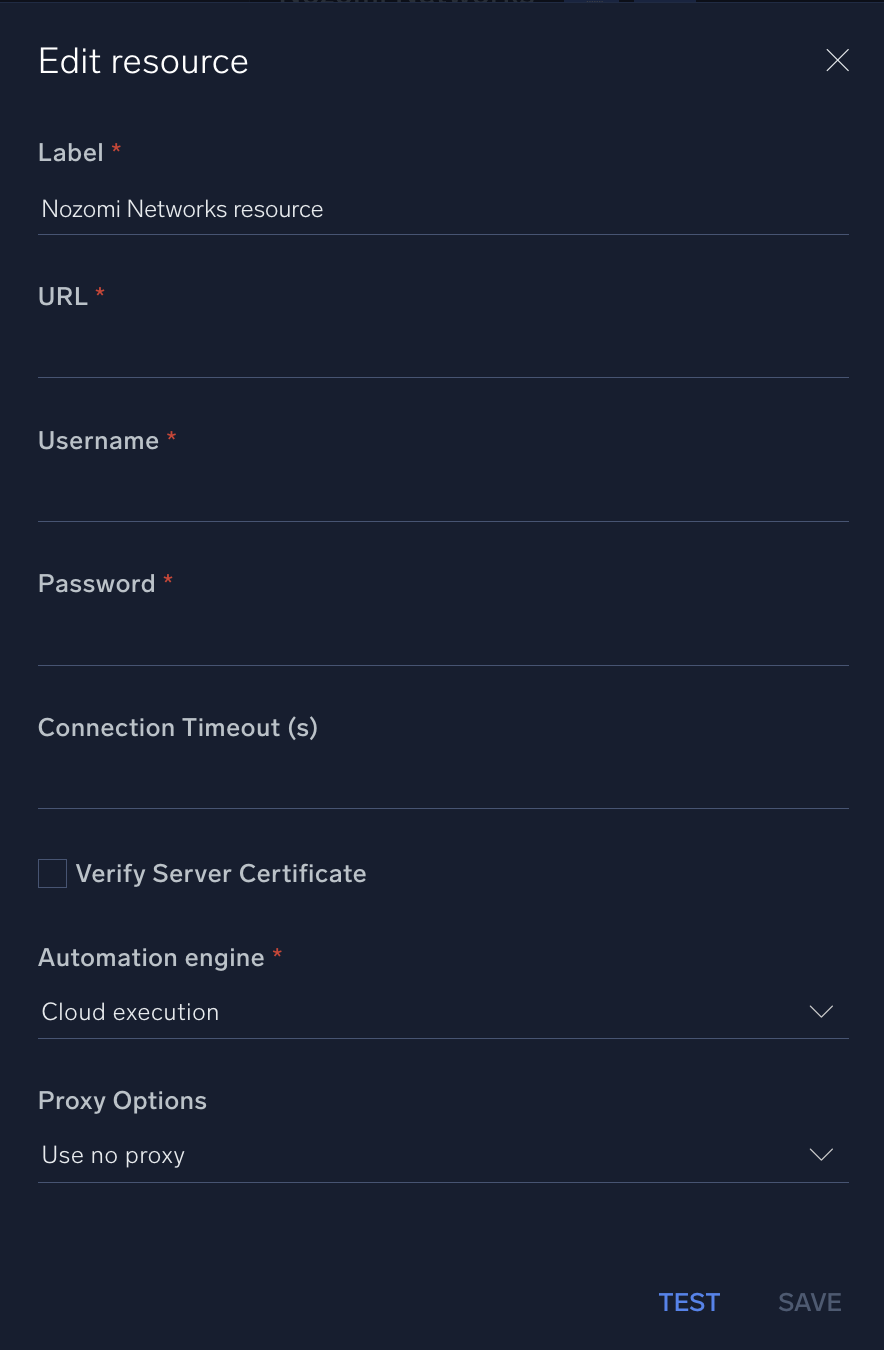 Edit resource
Label *
Nozomi Networks resource
URL *
Username *
Password *
Connection Timeout (s)
Verify Server Certificate
Automation engine *
Cloud execution
Proxy Options
Use no proxy
TEST SAVE